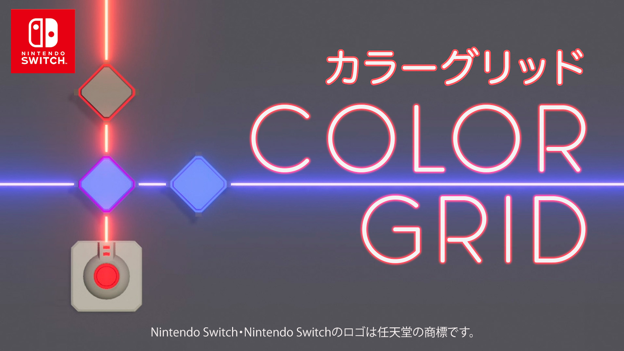 NINTENDO
SWITCH™
カラーグリッド
COLOR
GRID
Nintendo Switch・Nintendo Switchのロゴは任天堂の商標です。